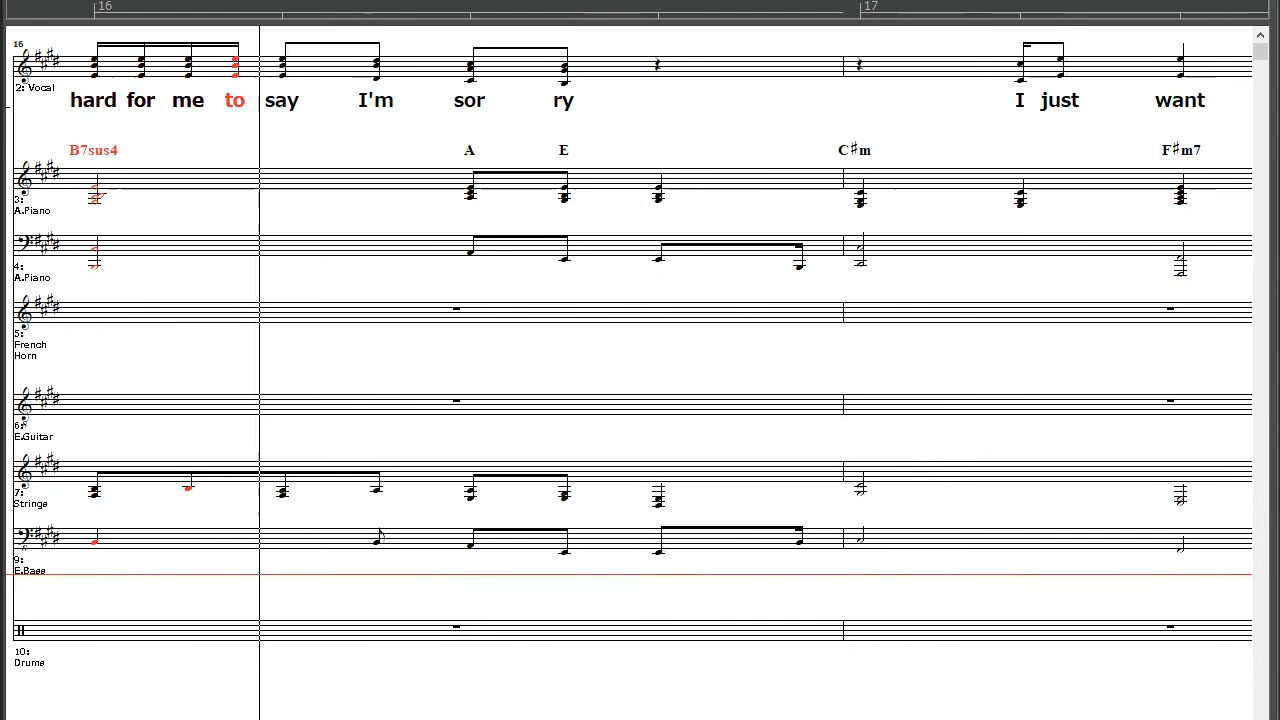 16 17
16
2: Vocal
hard for me to say I'm sor ry I just want
B7sus4 A E C♯m F♯m7
3:
A.Piano
4:
A.Piano
5:
French
Horn
6:
E.Guitar
7:
Strings
9:
E.Bass
10:
Drums